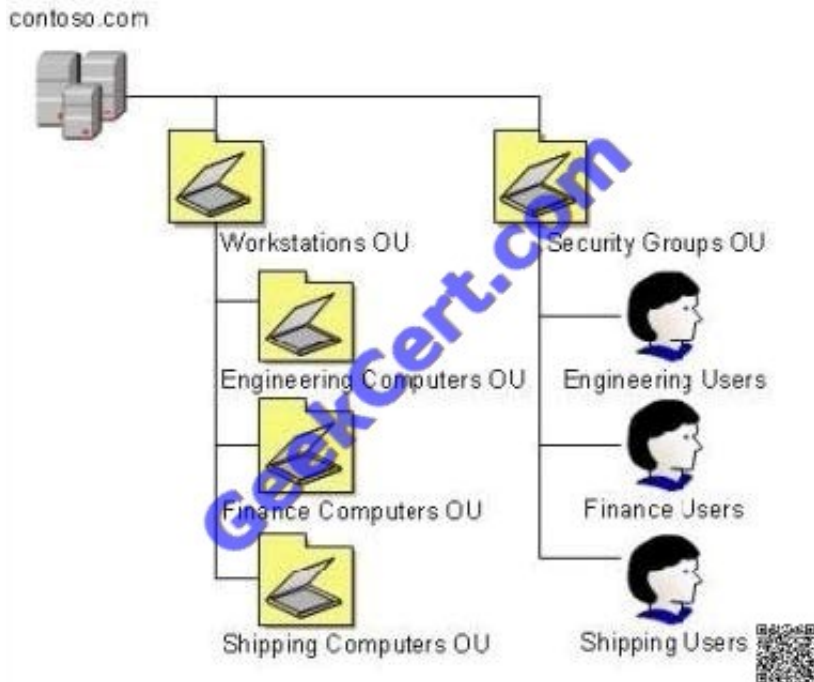 contoso.com
Workstations OU
Security Groups OU
Engineering Computers OU
Engineering Users
Finance Computers OU
Finance Users
Shipping Computers OU
Shipping Users
GeekCert.com